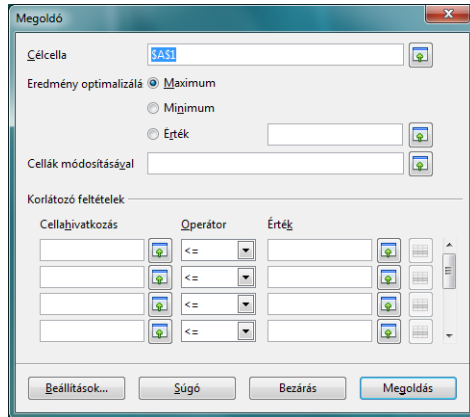 Megoldó
Célcella $A$1
Eredmény optimalizálá Maximum
Minimum
Érték
Cellák módosításával
Korlátozó feltételek
Cellahivatkozás Operátor Érték
<=
<=
<=
<=
Beállítások... Súgó Bezárás Megoldás